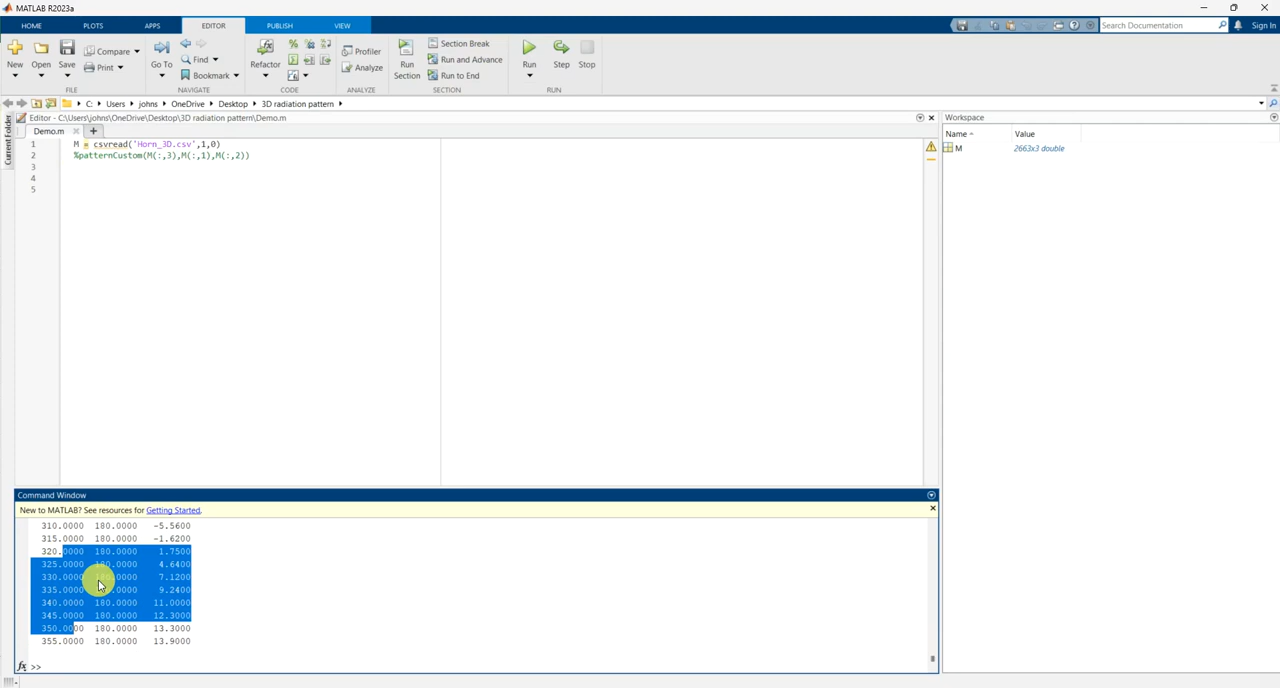 MATLAB R2023a
HOME PLOTS APPS EDITOR PUBLISH VIEW
Search Documentation Sign In
New Open Save Compare Print
Go To Find Bookmark
Refactor
Profiler Analyze
Run Section Section Break Run and Advance Run to End
Run Step Stop
FILE NAVIGATE CODE ANALYZE SECTION RUN
C: Users johns OneDrive Desktop 3D radiation pattern
Current Folder
Editor - C:\Users\johns\OneDrive\Desktop\3D radiation pattern\Demo.m
Demo.m
1 M = csvread('Horn_3D.csv',1,0)
2 %patternCustom(M(:,3),M(:,1),M(:,2))
3
4
5
Workspace
Name Value
M 2663x3 double
Command Window
New to MATLAB? See resources for Getting Started.
310.0000 180.0000 -5.5600
315.0000 180.0000 -1.6200
320.0000 180.0000 1.7500
325.0000 180.0000 4.6400
330.0000 180.0000 7.1200
335.0000 180.0000 9.2400
340.0000 180.0000 11.0000
345.0000 180.0000 12.3000
350.0000 180.0000 13.3000
355.0000 180.0000 13.9000
fx >>